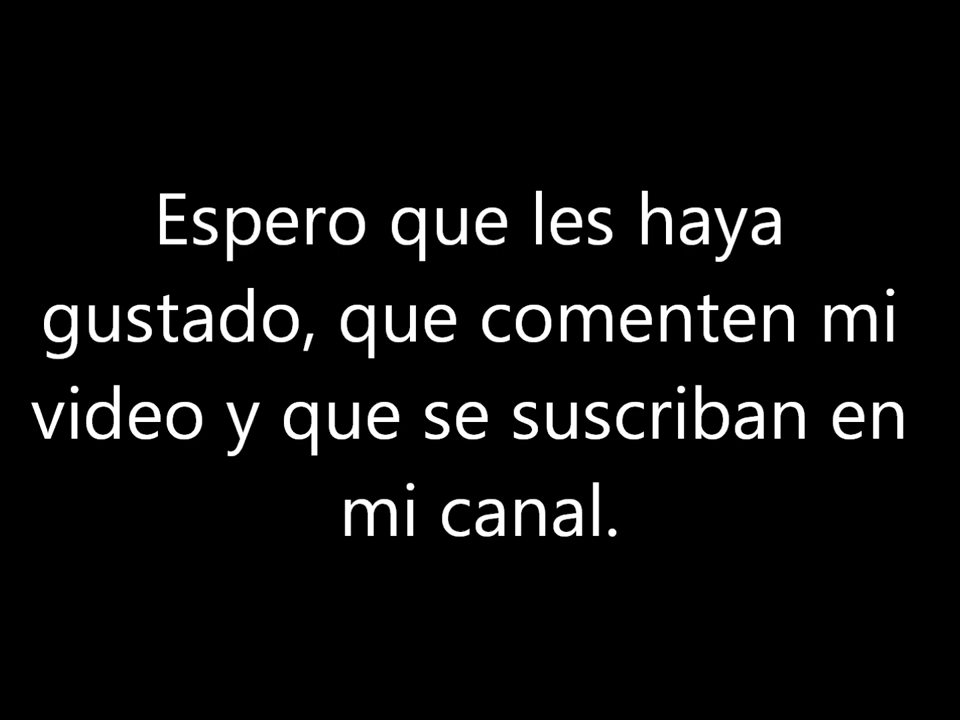 Espero que les haya
gustado, que comenten mi
video y que se suscriban en
mi canal.